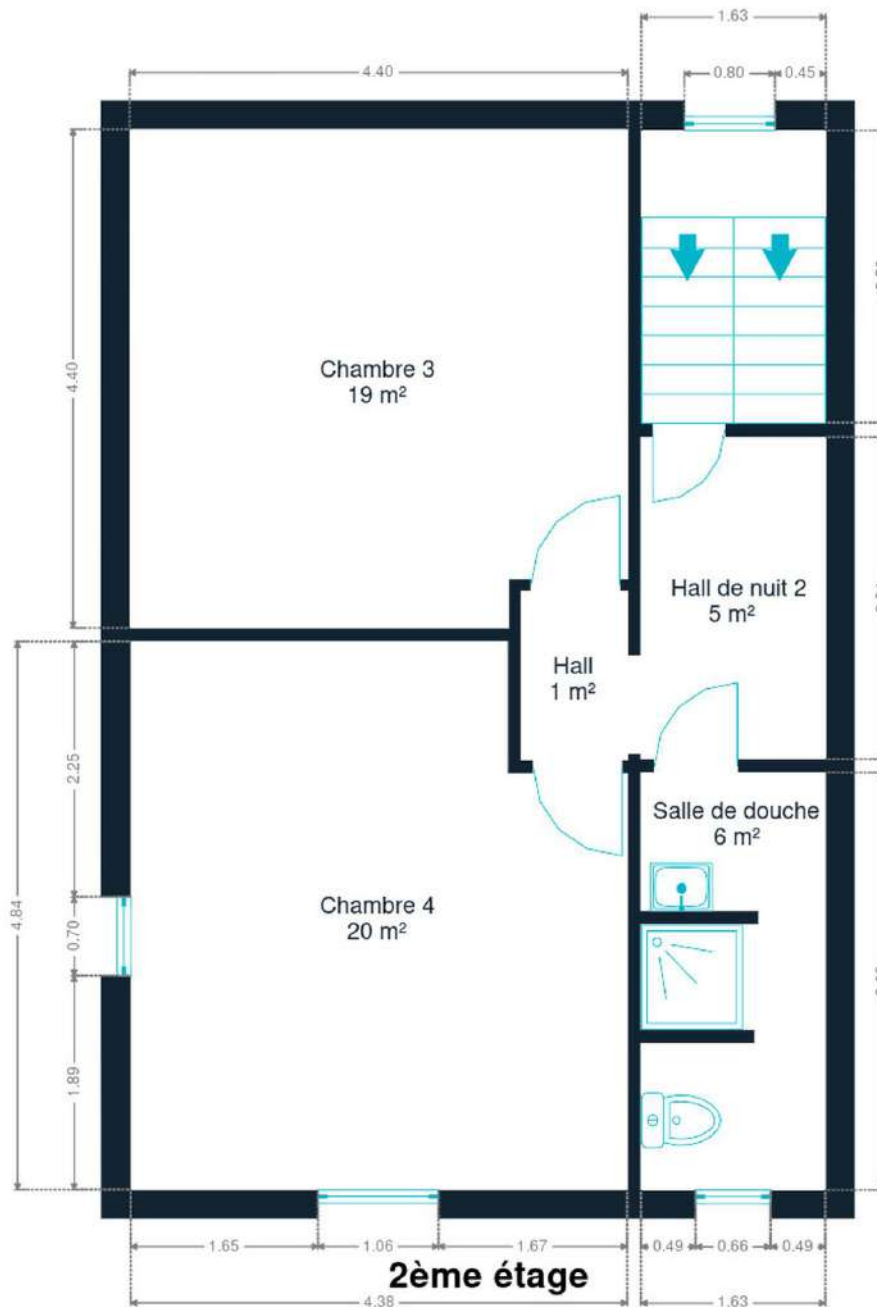 1.63
4.40
0.80
0.45
4.40
Chambre 3
19 m²
Hall de nuit 2
5 m²
Hall
1 m²
2.25
Salle de douche
6 m²
4.84
0.70
Chambre 4
20 m²
1.89
1.65
1.06
1.67
0.49
0.66
0.49
2ème étage
4.38
1.63